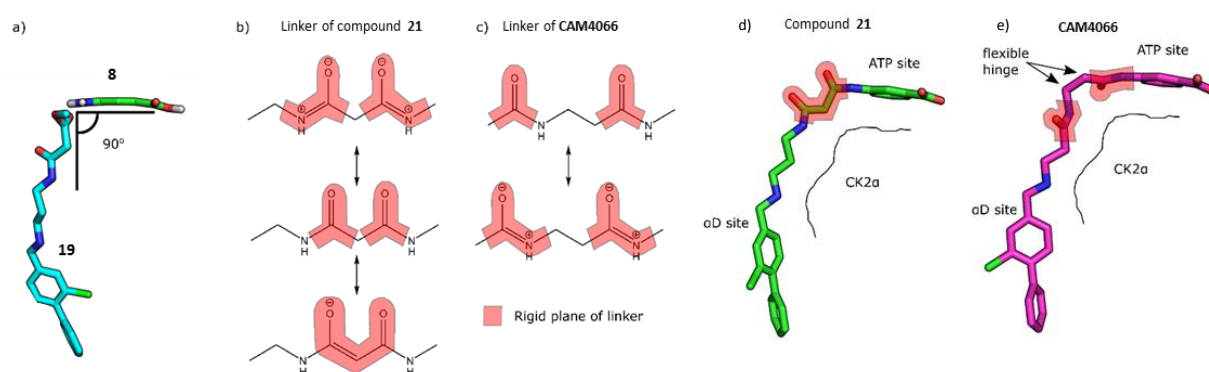 a)
8
90°
19
b) Linker of compound 21
O ⊖ O ⊖
N ⊕ H N ⊕ H
O O
N H N H
O ⊖ O
N H N H
c) Linker of CAM4066
O O
N H N H
O ⊖ O ⊖
N ⊕ H N ⊕ H
Rigid plane of linker
d) Compound 21
ATP site
CK2α
αD site
e) CAM4066
flexible
hinge
ATP site
CK2α
αD site